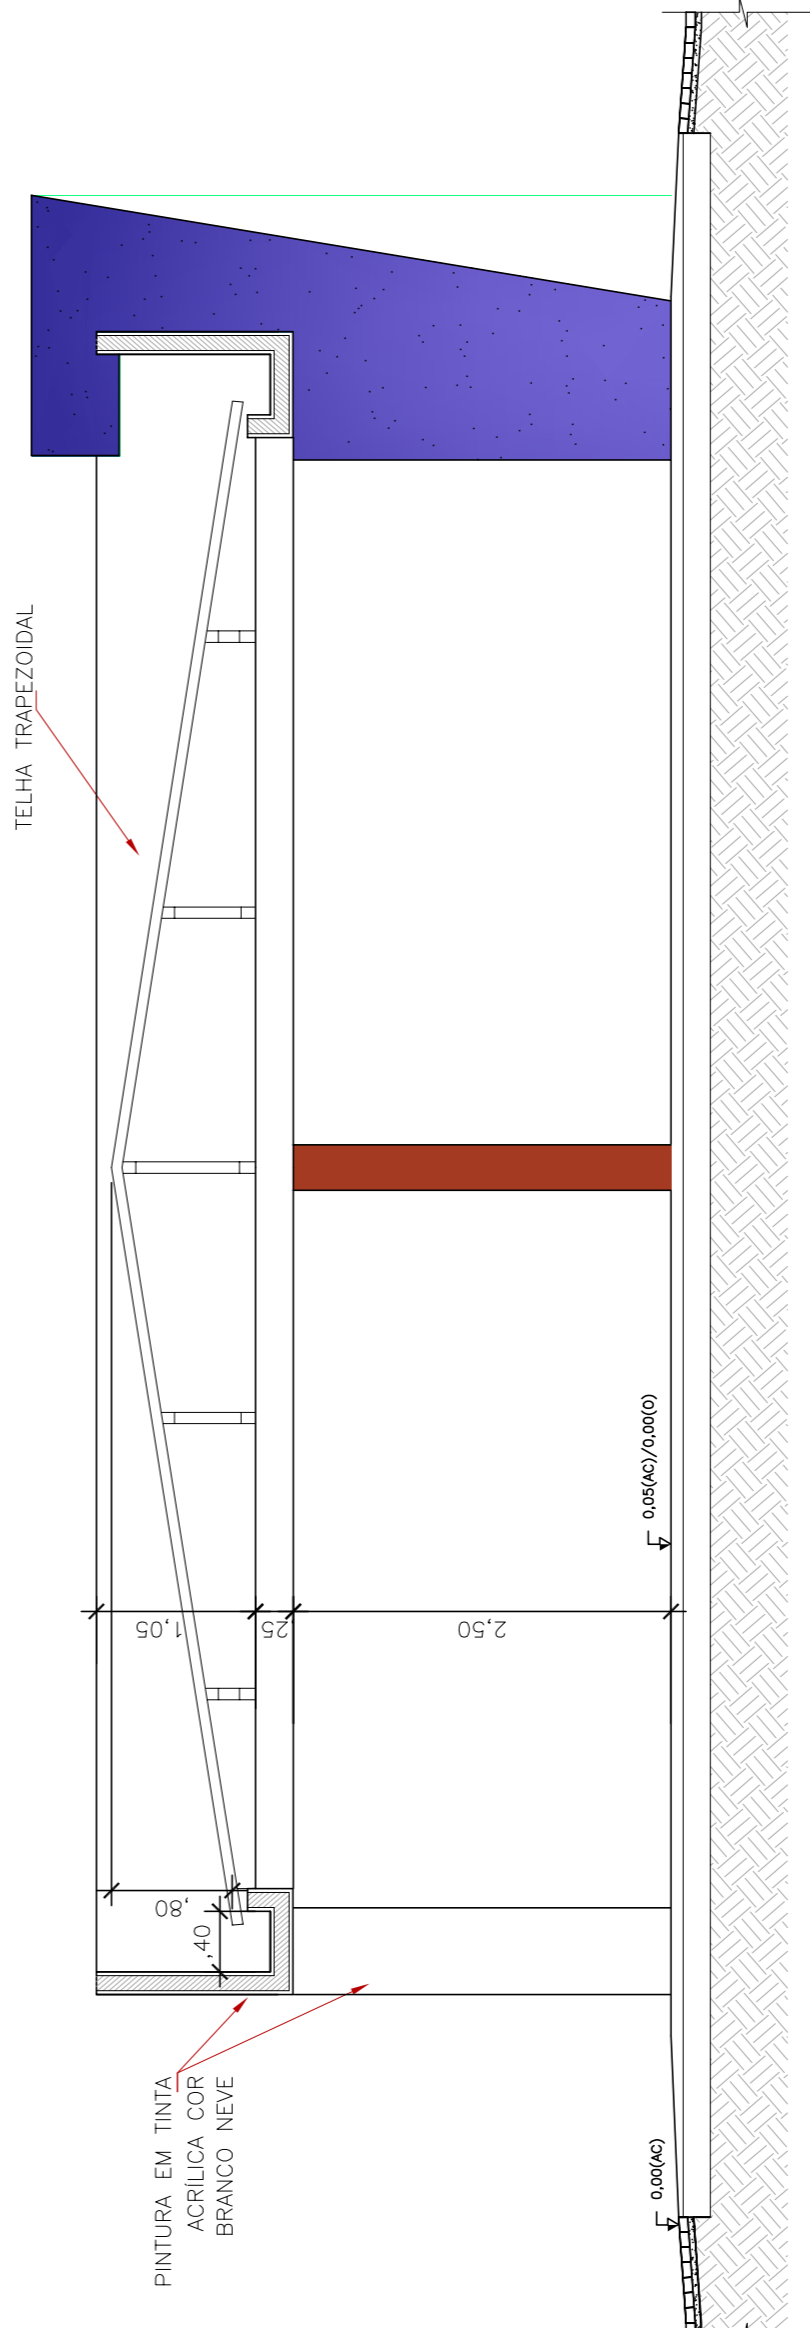 TELHA TRAPEZOIDAL
1,05
,25
2,50
0,05(AC)/0,00(O)
,80
,40
PINTURA EM TINTA
ACRÍLICA COR
BRANCO NEVE
0,00(AC)